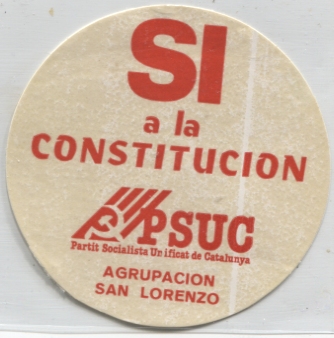 SI
a la
CONSTITUCION
PSUC
Partit Socialista Unificat de Catalunya
AGRUPACION
SAN LORENZO